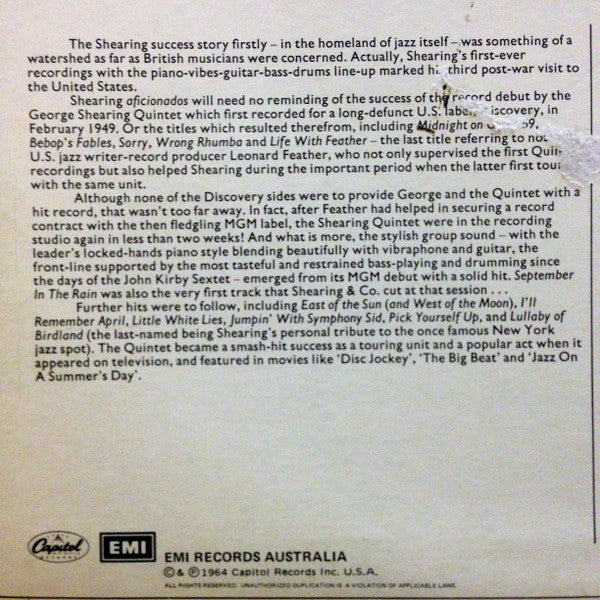 The Shearing success story firstly – in the homeland of jazz itself – was something of a
watershed as far as British musicians were concerned. Actually, Shearing's first-ever
recordings with the piano-vibes-guitar-bass-drums line-up marked his third post-war visit to
the United States.
Shearing aficionados will need no reminding of the success of the record debut by the
George Shearing Quintet which first recorded for a long-defunct U.S. label, Discovery, in
February 1949. Or the titles which resulted therefrom, including Midnight on
Bebop's Fables, Sorry, Wrong Rhumba and Life With Feather – the last title referring to
U.S. jazz writer-record producer Leonard Feather, who not only supervised the first
recordings but also helped Shearing during the important period when the latter first
with the same unit.
Although none of the Discovery sides were to provide George and the Quintet with a
hit record, that wasn't too far away. In fact, after Feather had helped in securing a record
contract with the then fledgling MGM label, the Shearing Quintet were in the recording
studio again in less than two weeks! And what is more, the stylish group sound – with the
leader's locked-hands piano style blending beautifully with vibraphone and guitar, the
front-line supported by the most tasteful and restrained bass-playing and drumming since
the days of the John Kirby Sextet – emerged from its MGM debut with a solid hit. September
In The Rain was also the very first track that Shearing & Co. cut at that session . . .
Further hits were to follow, including East of the Sun (and West of the Moon), I'll
Remember April, Little White Lies, Jumpin' With Symphony Sid, Pick Yourself Up, and Lullaby of
Birdland (the last-named being Shearing's personal tribute to the once famous New York
jazz spot). The Quintet became a smash-hit success as a touring unit and a popular act when it
appeared on television, and featured in movies like 'Disc Jockey', 'The Big Beat' and 'Jazz On
A Summer's Day'.
Capitol
EMI
EMI RECORDS AUSTRALIA
© & ℗ 1964 Capitol Records Inc. U.S.A.
ALL RIGHTS RESERVED. UNAUTHORIZED DUPLICATION IS A VIOLATION OF APPLICABLE LAWS.